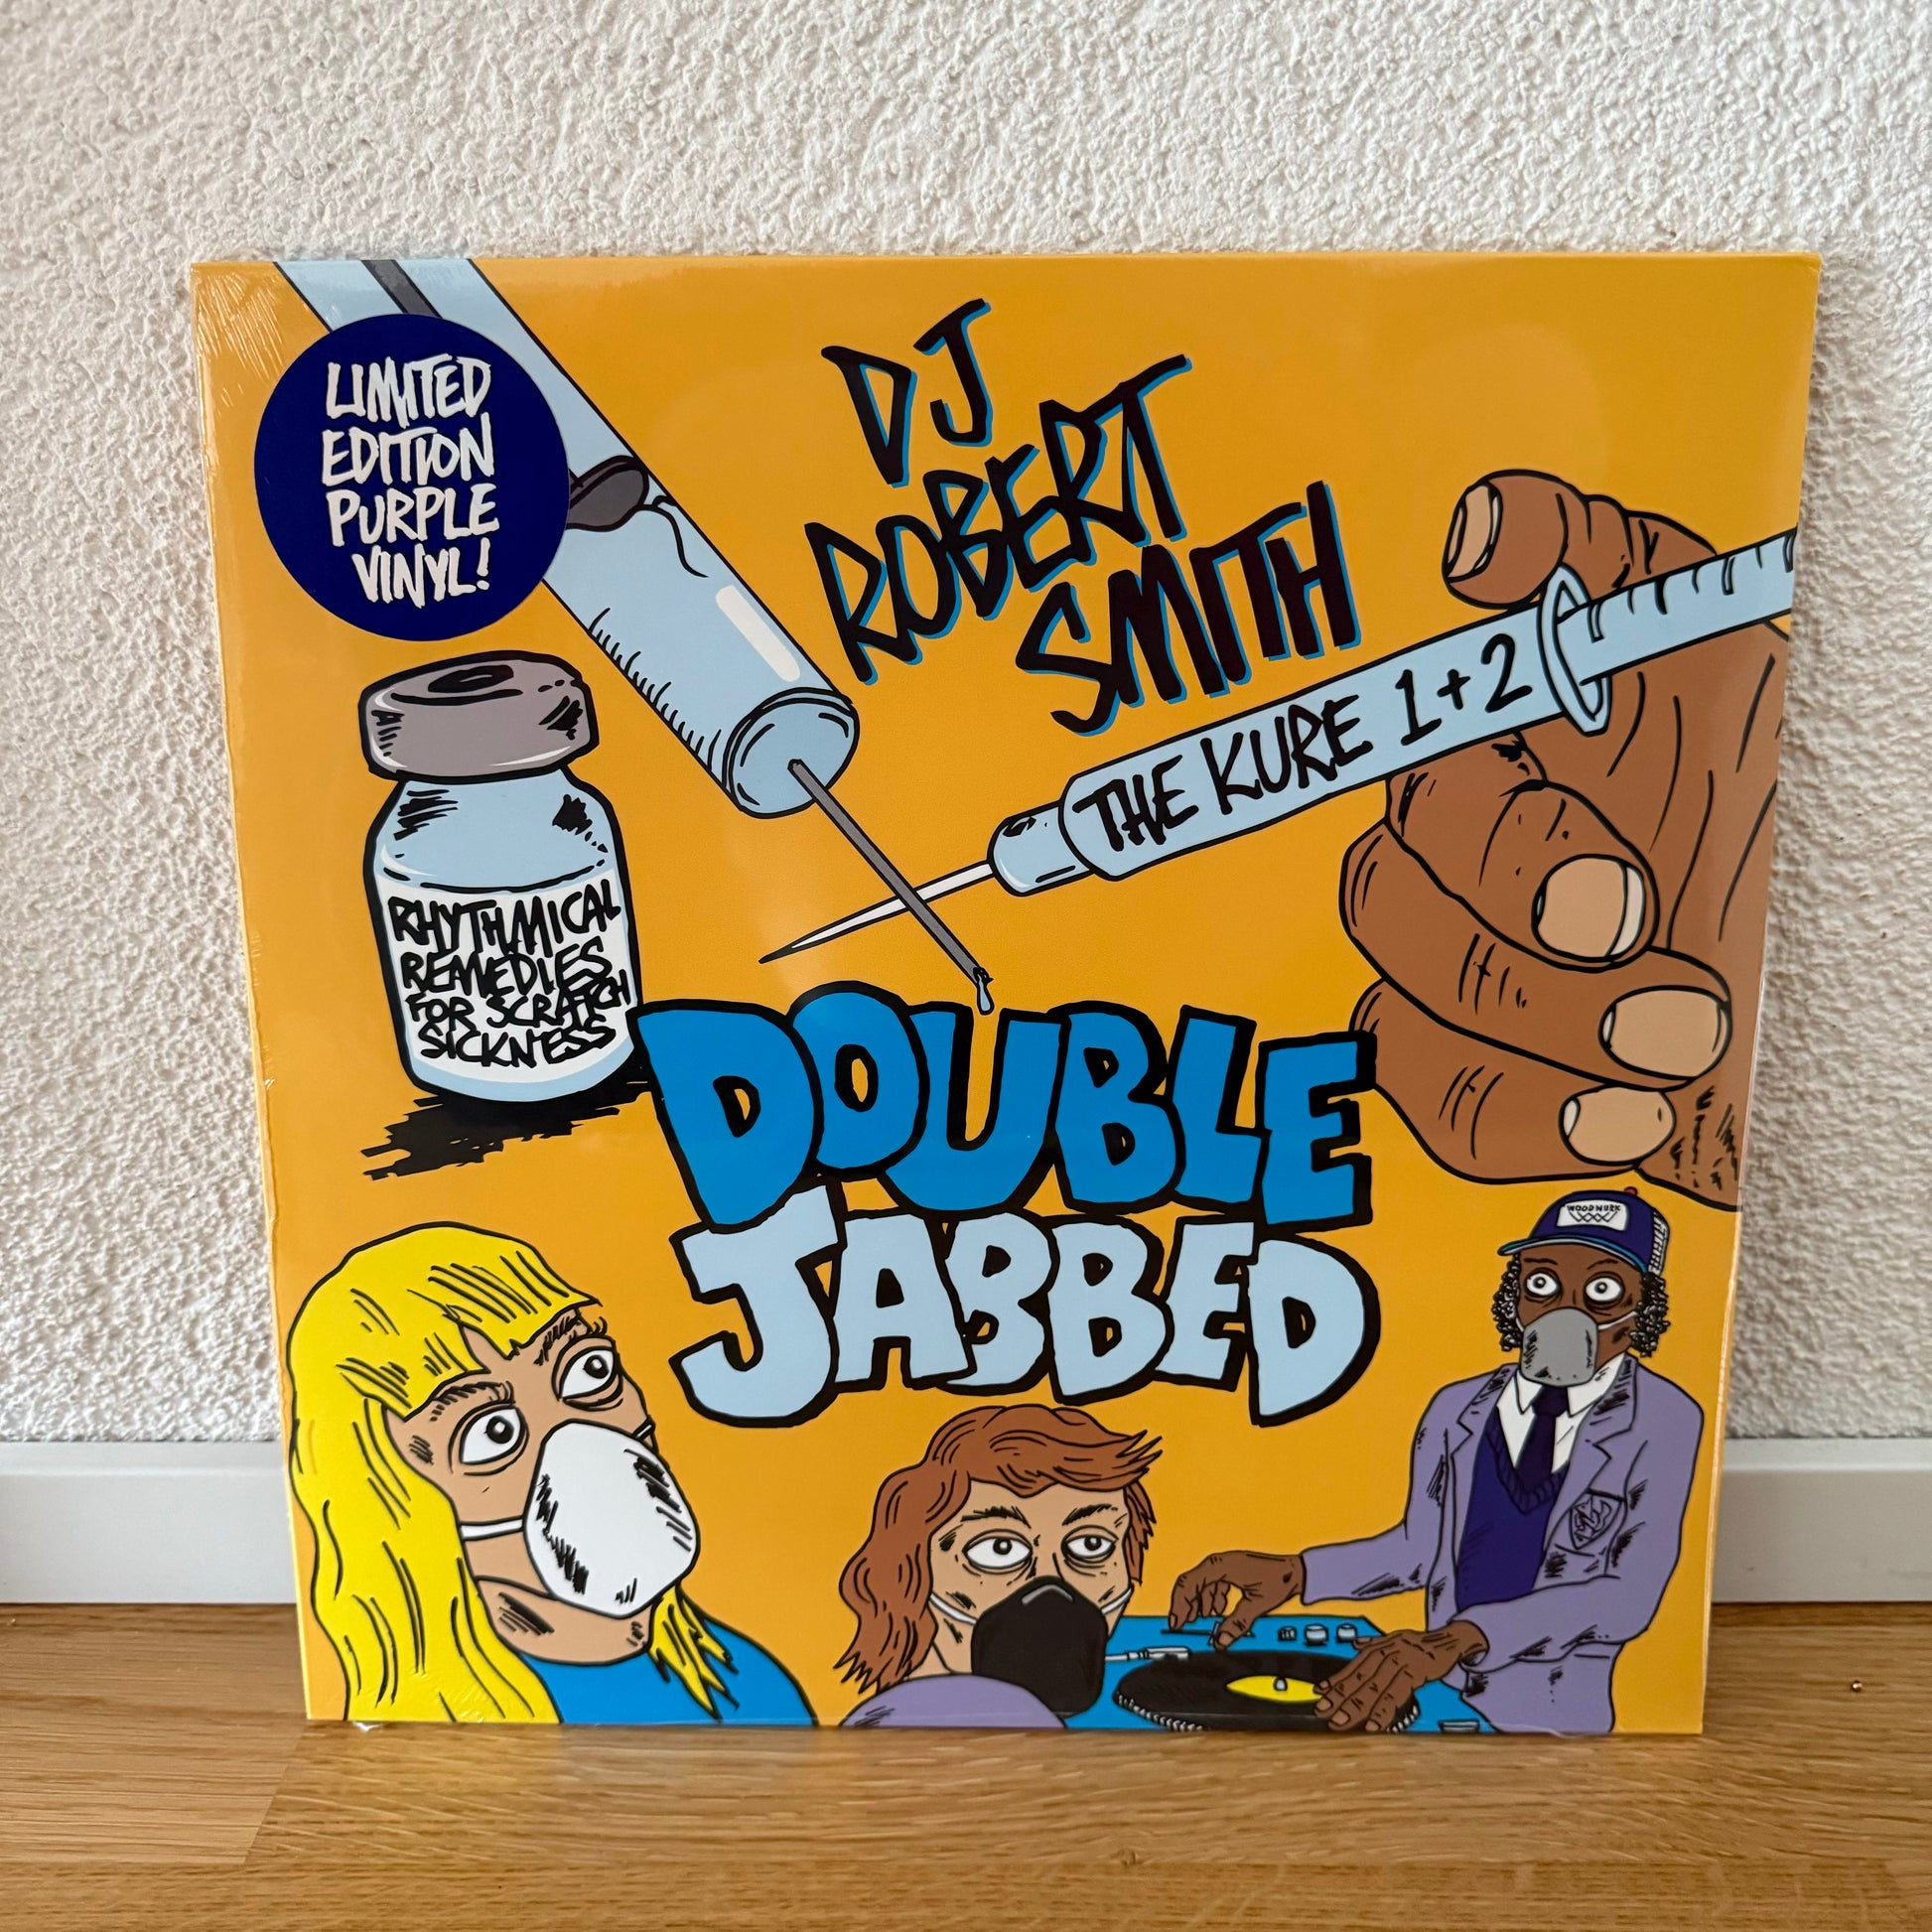 LIMITED
EDITION
PURPLE
VINYL!
DJ
ROBERT
SMITH
THE KURE 1+2
RHYTHMICAL
REMEDIES
FOR SCRATCH
SICKNESS
DOUBLE
JABBED
WOODWURK